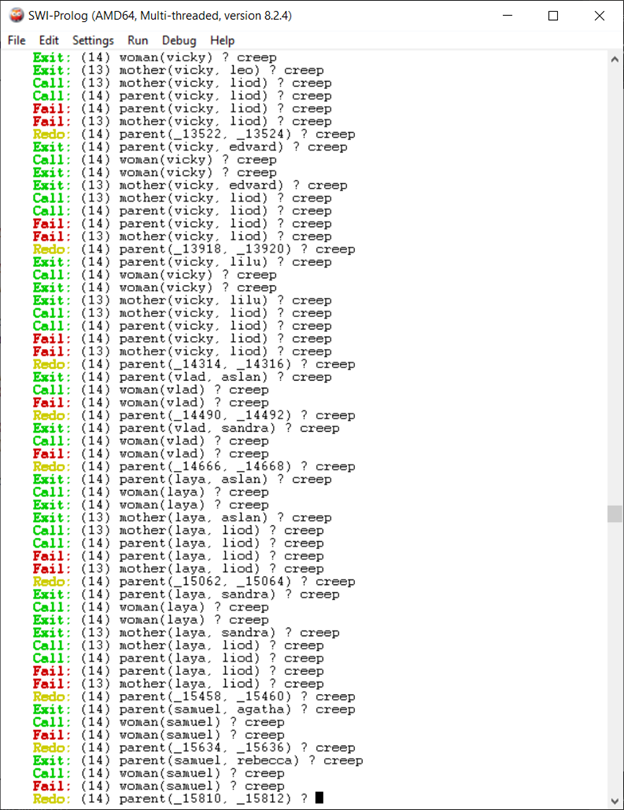 SWI-Prolog (AMD64, Multi-threaded, version 8.2.4)
File Edit Settings Run Debug Help
Exit: (14) woman(vicky) ? creep
Exit: (13) mother(vicky, leo) ? creep
Call: (13) mother(vicky, liod) ? creep
Call: (14) parent(vicky, liod) ? creep
Fail: (14) parent(vicky, liod) ? creep
Fail: (13) mother(vicky, liod) ? creep
Redo: (14) parent(_13522, _13524) ? creep
Exit: (14) parent(vicky, edvard) ? creep
Call: (14) woman(vicky) ? creep
Exit: (14) woman(vicky) ? creep
Exit: (13) mother(vicky, edvard) ? creep
Call: (13) mother(vicky, liod) ? creep
Call: (14) parent(vicky, liod) ? creep
Fail: (14) parent(vicky, liod) ? creep
Fail: (13) mother(vicky, liod) ? creep
Redo: (14) parent(_13918, _13920) ? creep
Exit: (14) parent(vicky, lilu) ? creep
Call: (14) woman(vicky) ? creep
Exit: (14) woman(vicky) ? creep
Exit: (13) mother(vicky, lilu) ? creep
Call: (13) mother(vicky, liod) ? creep
Call: (14) parent(vicky, liod) ? creep
Fail: (14) parent(vicky, liod) ? creep
Fail: (13) mother(vicky, liod) ? creep
Redo: (14) parent(_14314, _14316) ? creep
Exit: (14) parent(vlad, aslan) ? creep
Call: (14) woman(vlad) ? creep
Fail: (14) woman(vlad) ? creep
Redo: (14) parent(_14490, _14492) ? creep
Exit: (14) parent(vlad, sandra) ? creep
Call: (14) woman(vlad) ? creep
Fail: (14) woman(vlad) ? creep
Redo: (14) parent(_14666, _14668) ? creep
Exit: (14) parent(laya, aslan) ? creep
Call: (14) woman(laya) ? creep
Exit: (14) woman(laya) ? creep
Exit: (13) mother(laya, aslan) ? creep
Call: (13) mother(laya, liod) ? creep
Call: (14) parent(laya, liod) ? creep
Fail: (14) parent(laya, liod) ? creep
Fail: (13) mother(laya, liod) ? creep
Redo: (14) parent(_15062, _15064) ? creep
Exit: (14) parent(laya, sandra) ? creep
Call: (14) woman(laya) ? creep
Exit: (14) woman(laya) ? creep
Exit: (13) mother(laya, sandra) ? creep
Call: (13) mother(laya, liod) ? creep
Call: (14) parent(laya, liod) ? creep
Fail: (14) parent(laya, liod) ? creep
Fail: (13) mother(laya, liod) ? creep
Redo: (14) parent(_15458, _15460) ? creep
Exit: (14) parent(samuel, agatha) ? creep
Call: (14) woman(samuel) ? creep
Fail: (14) woman(samuel) ? creep
Redo: (14) parent(_15634, _15636) ? creep
Exit: (14) parent(samuel, rebecca) ? creep
Call: (14) woman(samuel) ? creep
Fail: (14) woman(samuel) ? creep
Redo: (14) parent(_15810, _15812) ?